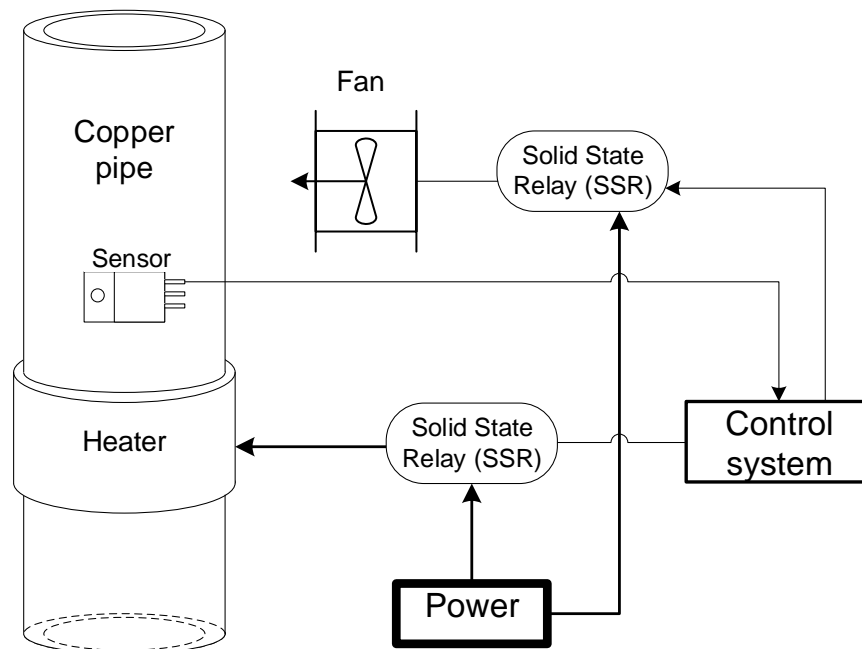 Fan
Copper
pipe
Solid State
Relay (SSR)
Sensor
Heater
Solid State
Relay (SSR)
Control
system
Power